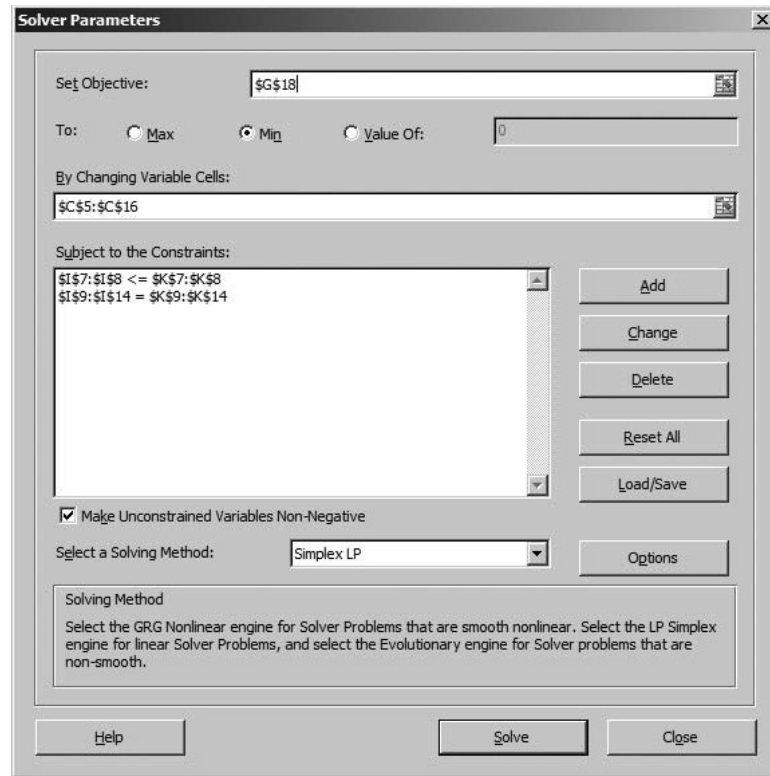 Solver Parameters
Set Objective:
$G$18
To:
Max
Min
Value Of:
0
By Changing Variable Cells:
$C$5:$C$16
Subject to the Constraints:
$I$7:$I$8 <= $K$7:$K$8
$I$9:$I$14 = $K$9:$K$14
Add
Change
Delete
Reset All
Load/Save
Make Unconstrained Variables Non-Negative
Select a Solving Method:
Simplex LP
Options
Solving Method
Select the GRG Nonlinear engine for Solver Problems that are smooth nonlinear. Select the LP Simplex
engine for linear Solver Problems, and select the Evolutionary engine for Solver problems that are
non-smooth.
Help
Solve
Close